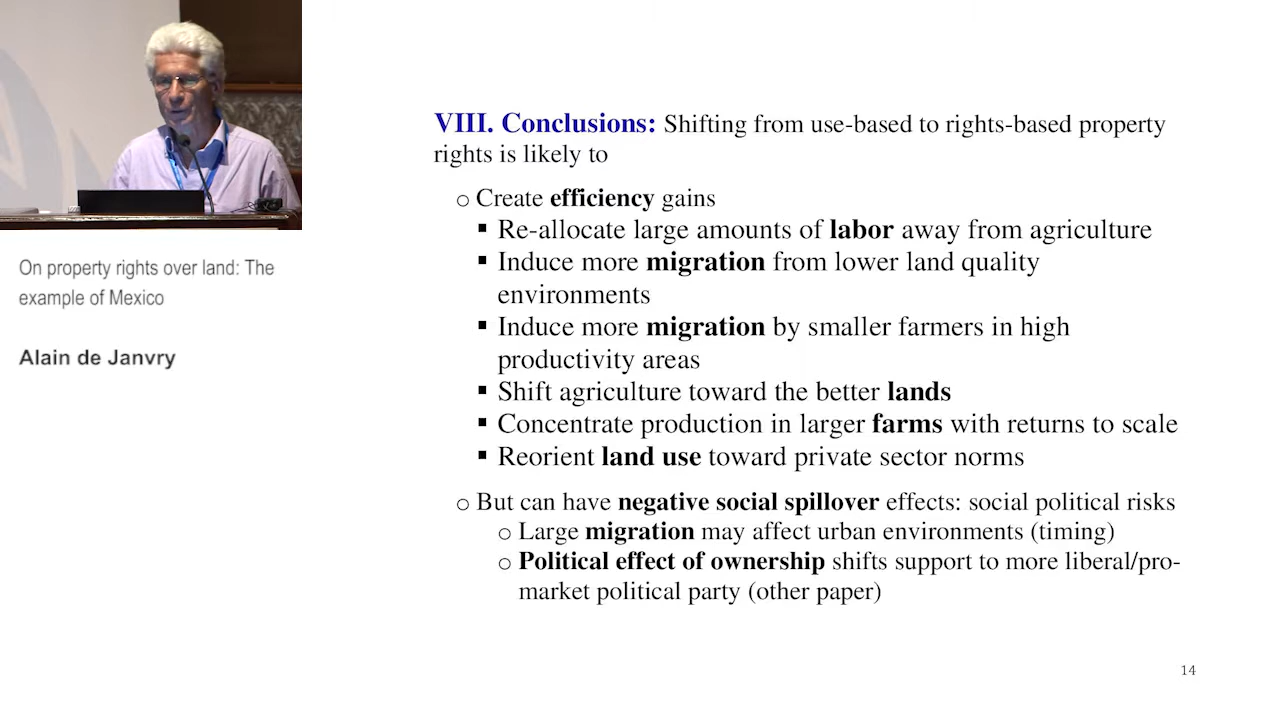 On property rights over land: The
example of Mexico
Alain de Janvry
VIII. Conclusions: Shifting from use-based to rights-based property
rights is likely to
o Create efficiency gains
▪ Re-allocate large amounts of labor away from agriculture
▪ Induce more migration from lower land quality
environments
▪ Induce more migration by smaller farmers in high
productivity areas
▪ Shift agriculture toward the better lands
▪ Concentrate production in larger farms with returns to scale
▪ Reorient land use toward private sector norms
o But can have negative social spillover effects: social political risks
o Large migration may affect urban environments (timing)
o Political effect of ownership shifts support to more liberal/pro-
market political party (other paper)
14